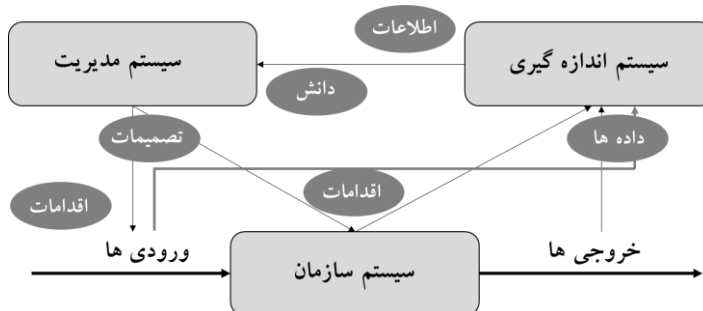 اطلاعات
سیستم اندازه گیری
سیستم مدیریت
دانش
داده ها
تصمیمات
اقدامات
اقدامات
خروجی ها
ورودی ها
سیستم سازمان